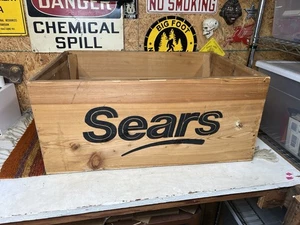 DANGER
CHEMICAL
SPILL
NO SMOKING
BIG FOOT
Sears